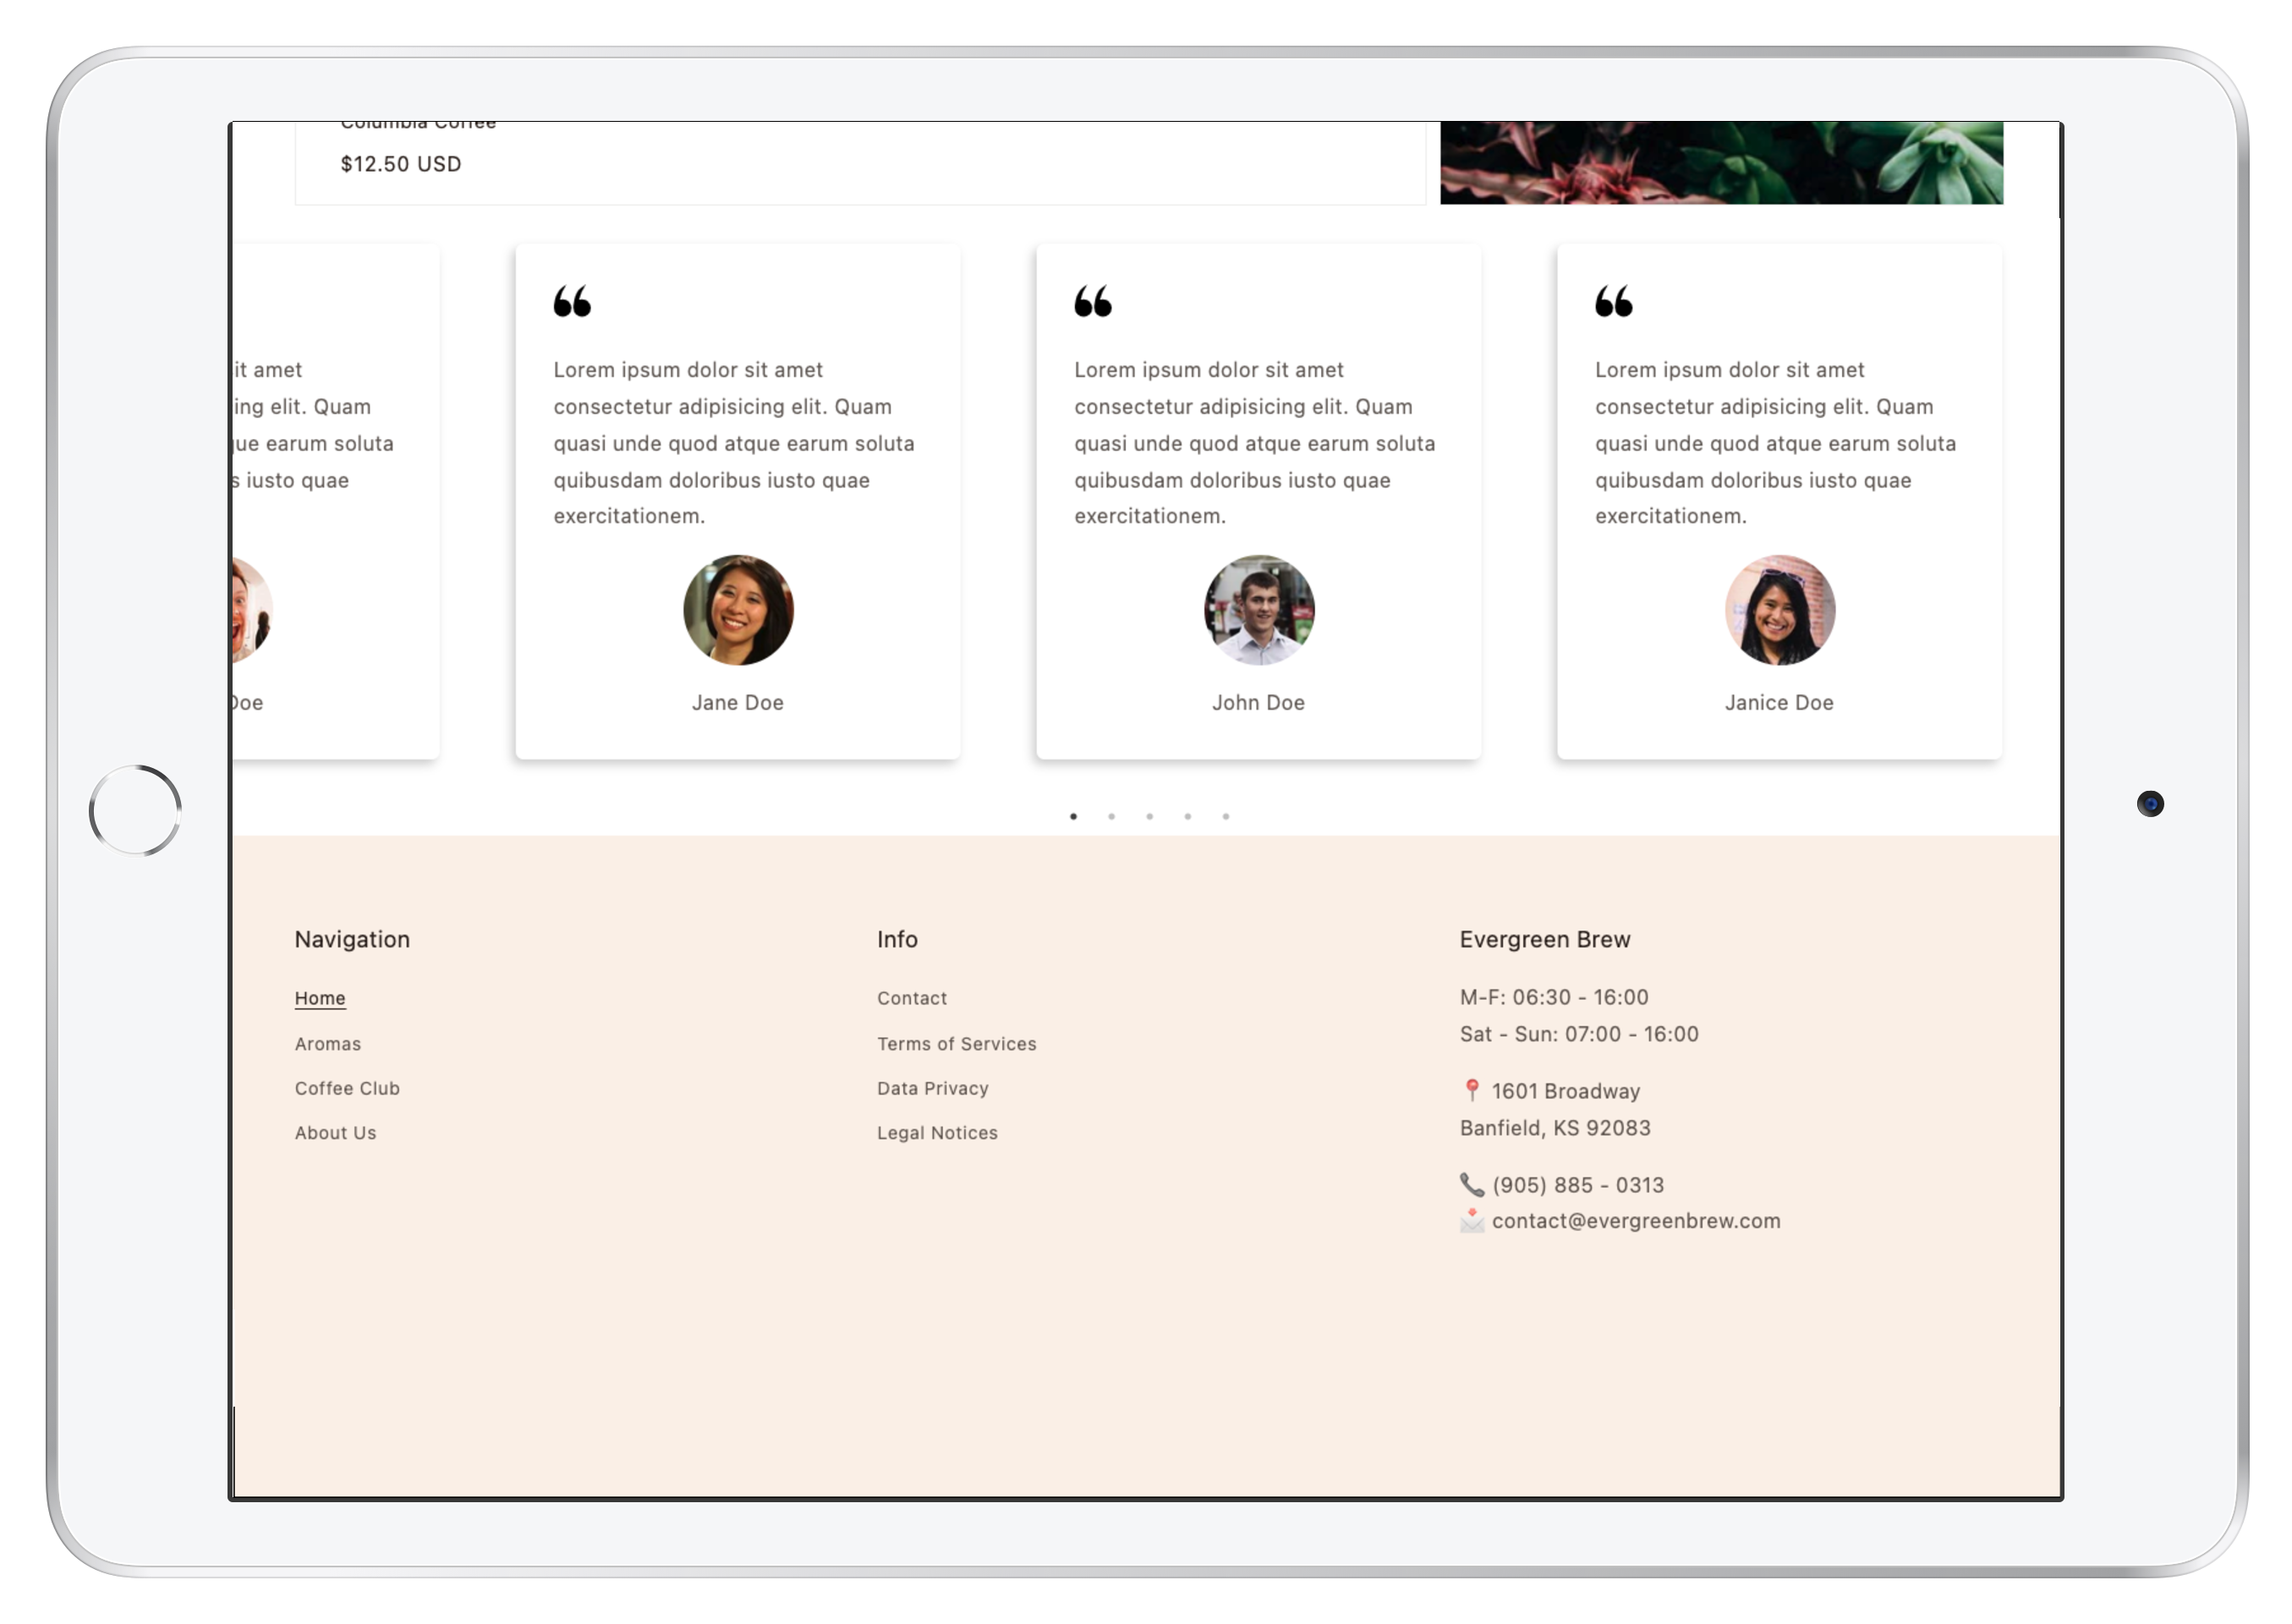 Columbia Coffee
$12.50 USD
it amet
ing elit. Quam
que earum soluta
s iusto quae
Doe
Lorem ipsum dolor sit amet
consectetur adipisicing elit. Quam
quasi unde quod atque earum soluta
quibusdam doloribus iusto quae
exercitationem.
Jane Doe
Lorem ipsum dolor sit amet
consectetur adipisicing elit. Quam
quasi unde quod atque earum soluta
quibusdam doloribus iusto quae
exercitationem.
John Doe
Lorem ipsum dolor sit amet
consectetur adipisicing elit. Quam
quasi unde quod atque earum soluta
quibusdam doloribus iusto quae
exercitationem.
Janice Doe
Navigation
Home
Aromas
Coffee Club
About Us
Info
Contact
Terms of Services
Data Privacy
Legal Notices
Evergreen Brew
M-F: 06:30 - 16:00
Sat - Sun: 07:00 - 16:00
📍 1601 Broadway
Banfield, KS 92083
📞 (905) 885 - 0313
📩 contact@evergreenbrew.com